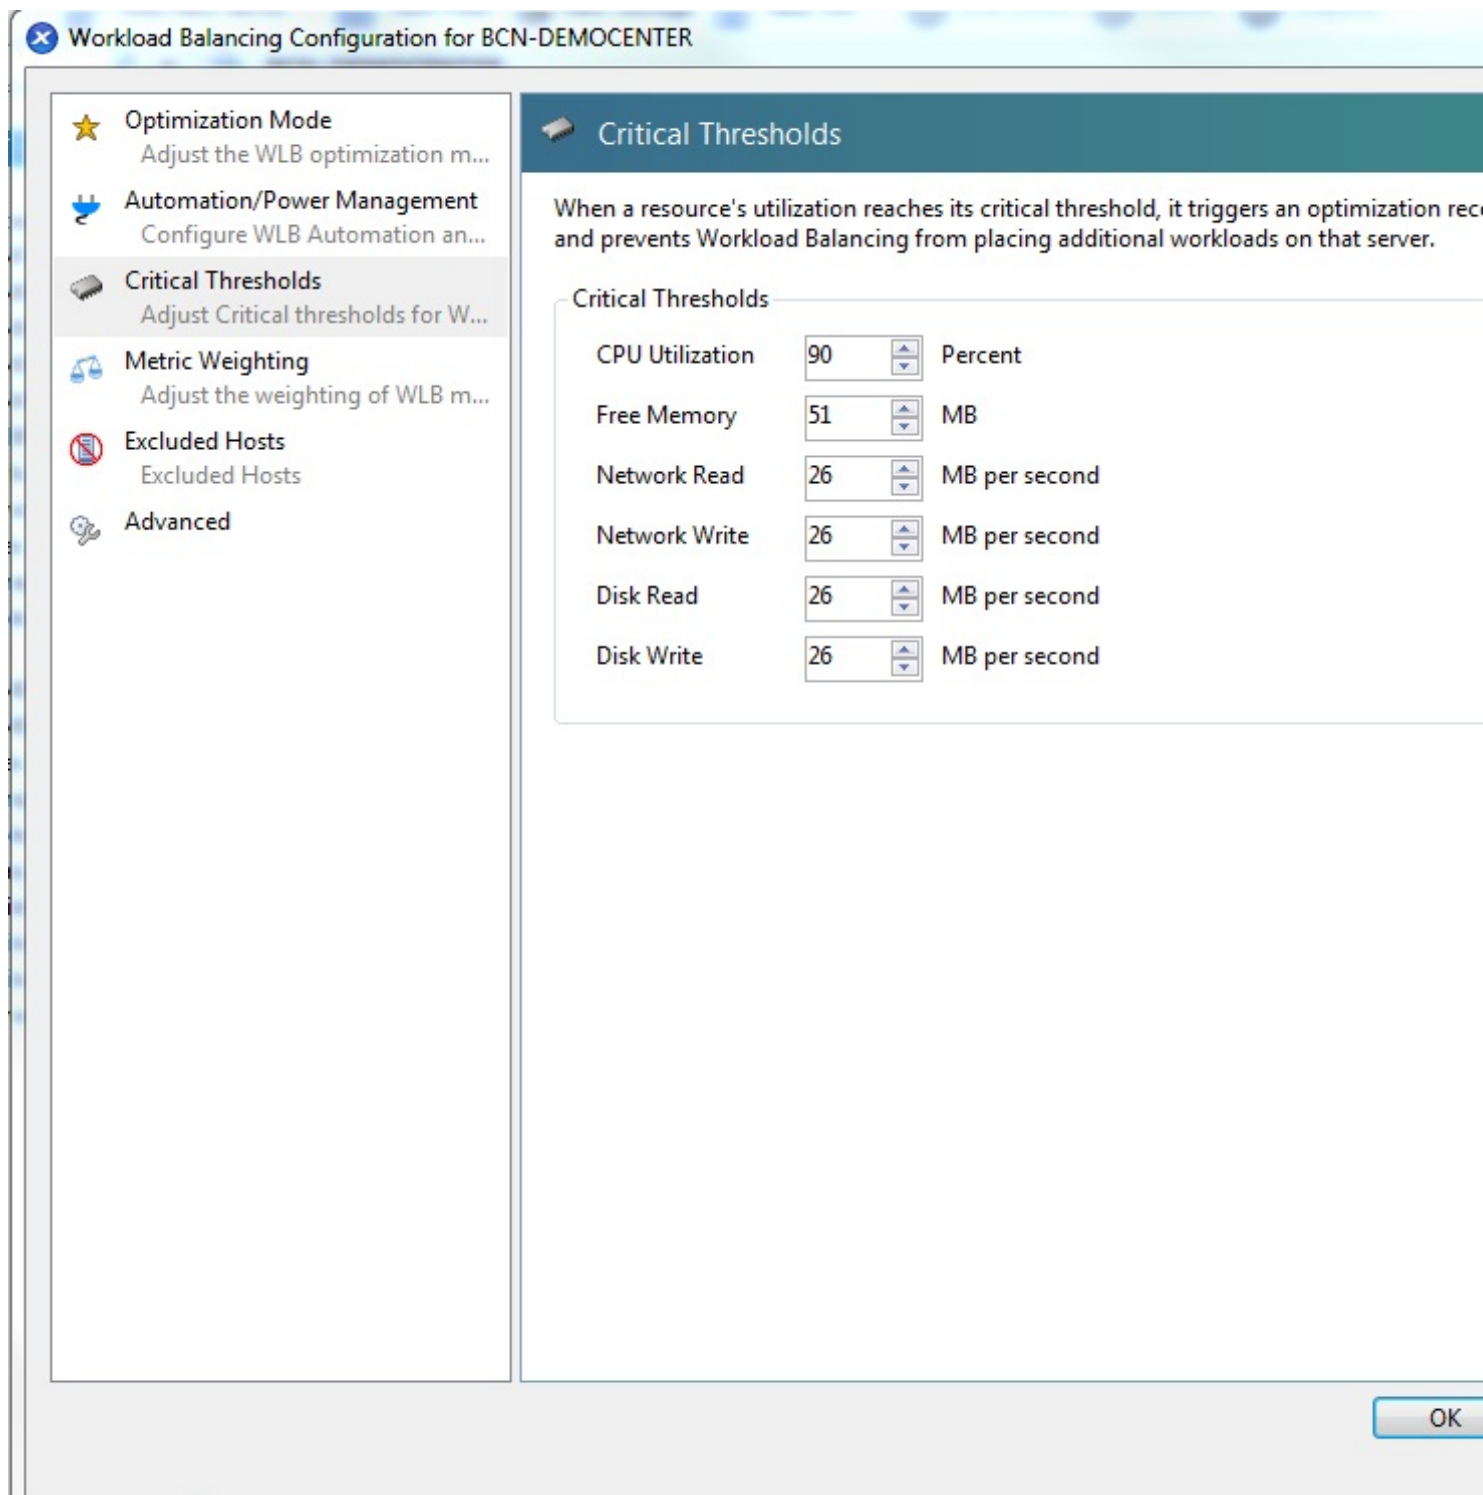 Workload Balancing Configuration for BCN-DEMOCENTER
Optimization Mode
Adjust the WLB optimization m...
Automation/Power Management
Configure WLB Automation an...
Critical Thresholds
Adjust Critical thresholds for W...
Metric Weighting
Adjust the weighting of WLB m...
Excluded Hosts
Excluded Hosts
Advanced
Critical Thresholds
When a resource's utilization reaches its critical threshold, it triggers an optimization rec
and prevents Workload Balancing from placing additional workloads on that server.
Critical Thresholds
CPU Utilization 90 Percent
Free Memory 51 MB
Network Read 26 MB per second
Network Write 26 MB per second
Disk Read 26 MB per second
Disk Write 26 MB per second
OK